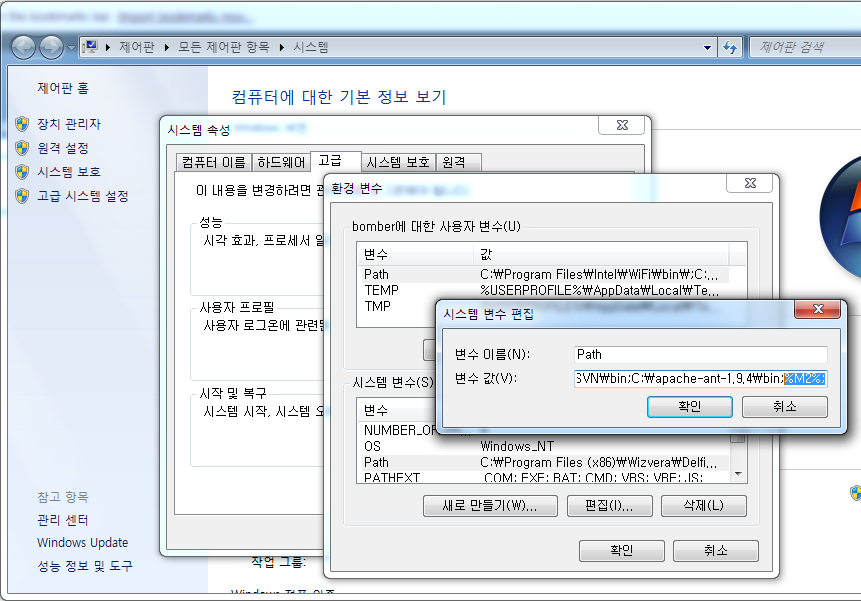 제어판 ▸ 모든 제어판 항목 ▸ 시스템
제어판 검색
제어판 홈
장치 관리자
원격 설정
시스템 보호
고급 시스템 설정
참고 항목
관리 센터
Windows Update
성능 정보 및 도구
컴퓨터에 대한 기본 정보 보기
작업 그룹:
시스템 속성
컴퓨터 이름 하드웨어 고급 시스템 보호 원격
이 내용을 변경하려면
성능
시각 효과, 프로세서
사용자 프로필
사용자 로그온에
시작 및 복구
시스템 시작, 시스템
환경 변수
bomber에 대한 사용자 변수(U)
변수 값
Path C:₩Program Files₩Intel₩WiFi₩bin₩;C:...
TEMP %USERPROFILE%₩AppData₩Local₩Te...
TMP
시스템 변수(S)
변수
OS Windows_NT
Path C:₩Program Files (x86)₩Wizvera₩Delfi...
PATHEXT .COM;.EXE;.BAT;.CMD;.VBS;.VBE;.JS;
새로 만들기(W)... 편집(I)... 삭제(L)
확인 취소
시스템 변수 편집
변수 이름(N): Path
변수 값(V): SVN₩bin;C:₩apache-ant-1.9.4₩bin;%M2%;
확인 취소